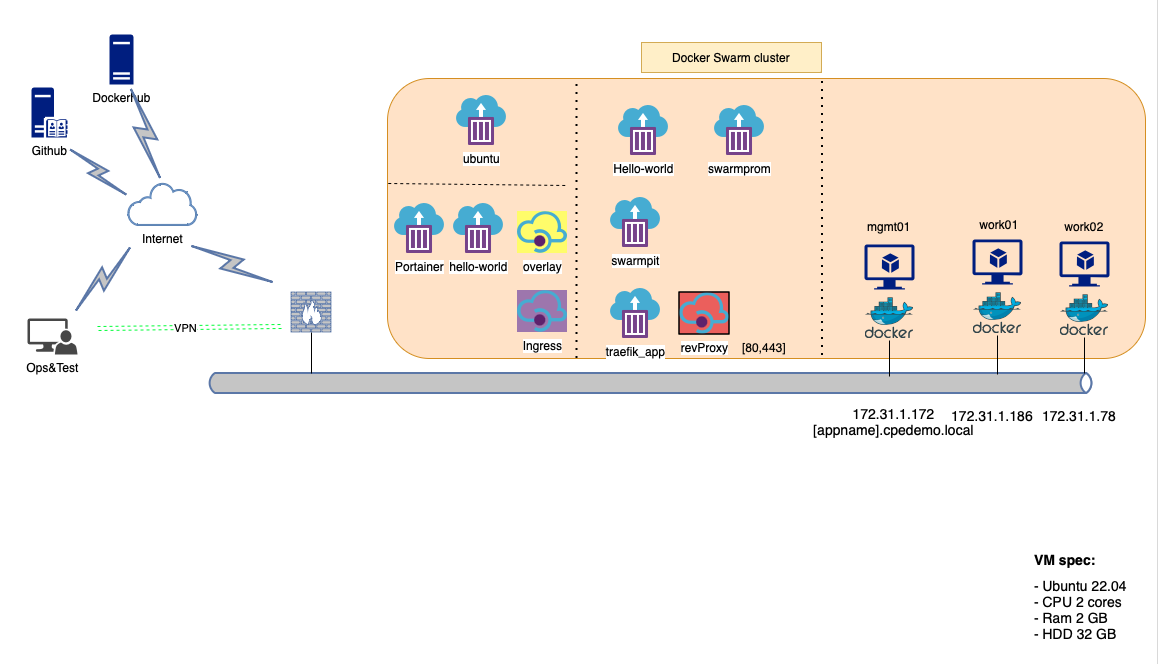 Docker Swarm cluster
Dockerhub
Github
Internet
VPN
Ops&Test
ubuntu
Portainer
hello-world
overlay
Ingress
Hello-world
swarmprom
swarmpit
traefik_app
revProxy
[80,443]
mgmt01
work01
work02
docker
docker
docker
172.31.1.172
172.31.1.186
172.31.1.78
[appname].cpedemo.local
VM spec:
- Ubuntu 22.04
- CPU 2 cores
- Ram 2 GB
- HDD 32 GB